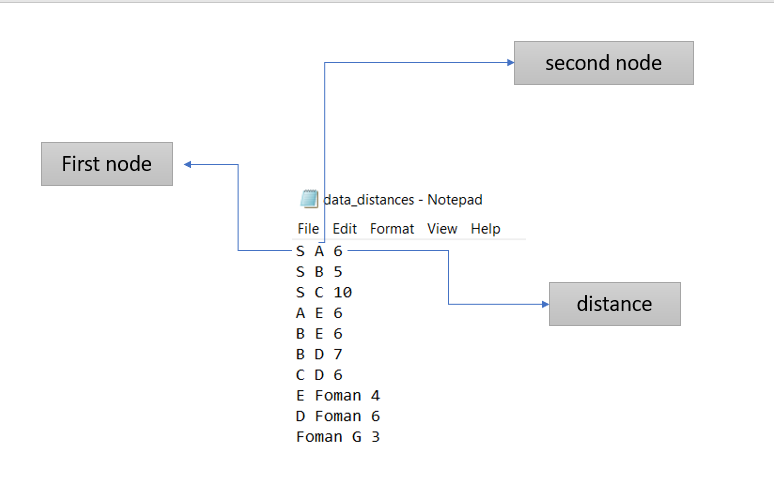 second node
First node
data_distances - Notepad
File Edit Format View Help
S A 6
S B 5
S C 10
A E 6
B E 6
B D 7
C D 6
E Foman 4
D Foman 6
Foman G 3
distance